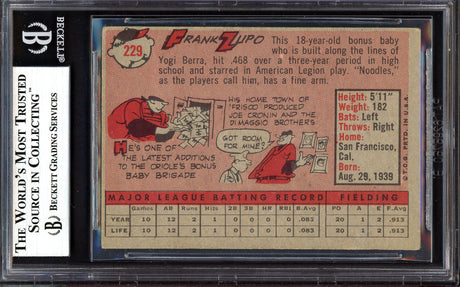 BECKETT
THE WORLD'S MOST TRUSTED
SOURCE IN COLLECTING™
BECKETT GRADING SERVICES
229
FRANK ZUPO
This 18-year-old bonus baby
who is built along the lines of
Yogi Berra, hit .468 over a three-year period in
high school and starred in American Legion play. "Noodles,"
as the players call him, has a fine arm.
HE'S ONE OF
THE LATEST ADDITIONS
TO THE ORIOLES BONUS
BABY BRIGADE
HIS HOME TOWN OF
'FRISCO PRODUCED
JOE CRONIN AND THE
DI MAGGIO BROTHERS
GOT ROOM
FOR MINE?
Height: 5'11"
Weight: 182
Bats: Left
Throws: Right
Home:
San Francisco,
Cal.
Born:
Aug. 29, 1939
© T.C.G. PRTD. IN U.S.A.
MAJOR LEAGUE BATTING RECORD FIELDING
Games AB Runs Hits 2B 3B HR RBI B.Avg PO A E F. Avg
YEAR 10 12 2 1 0 0 0 0 .083 20 1 2 .913
LIFE 10 12 2 1 0 0 0 0 .083 20 1 2 .913